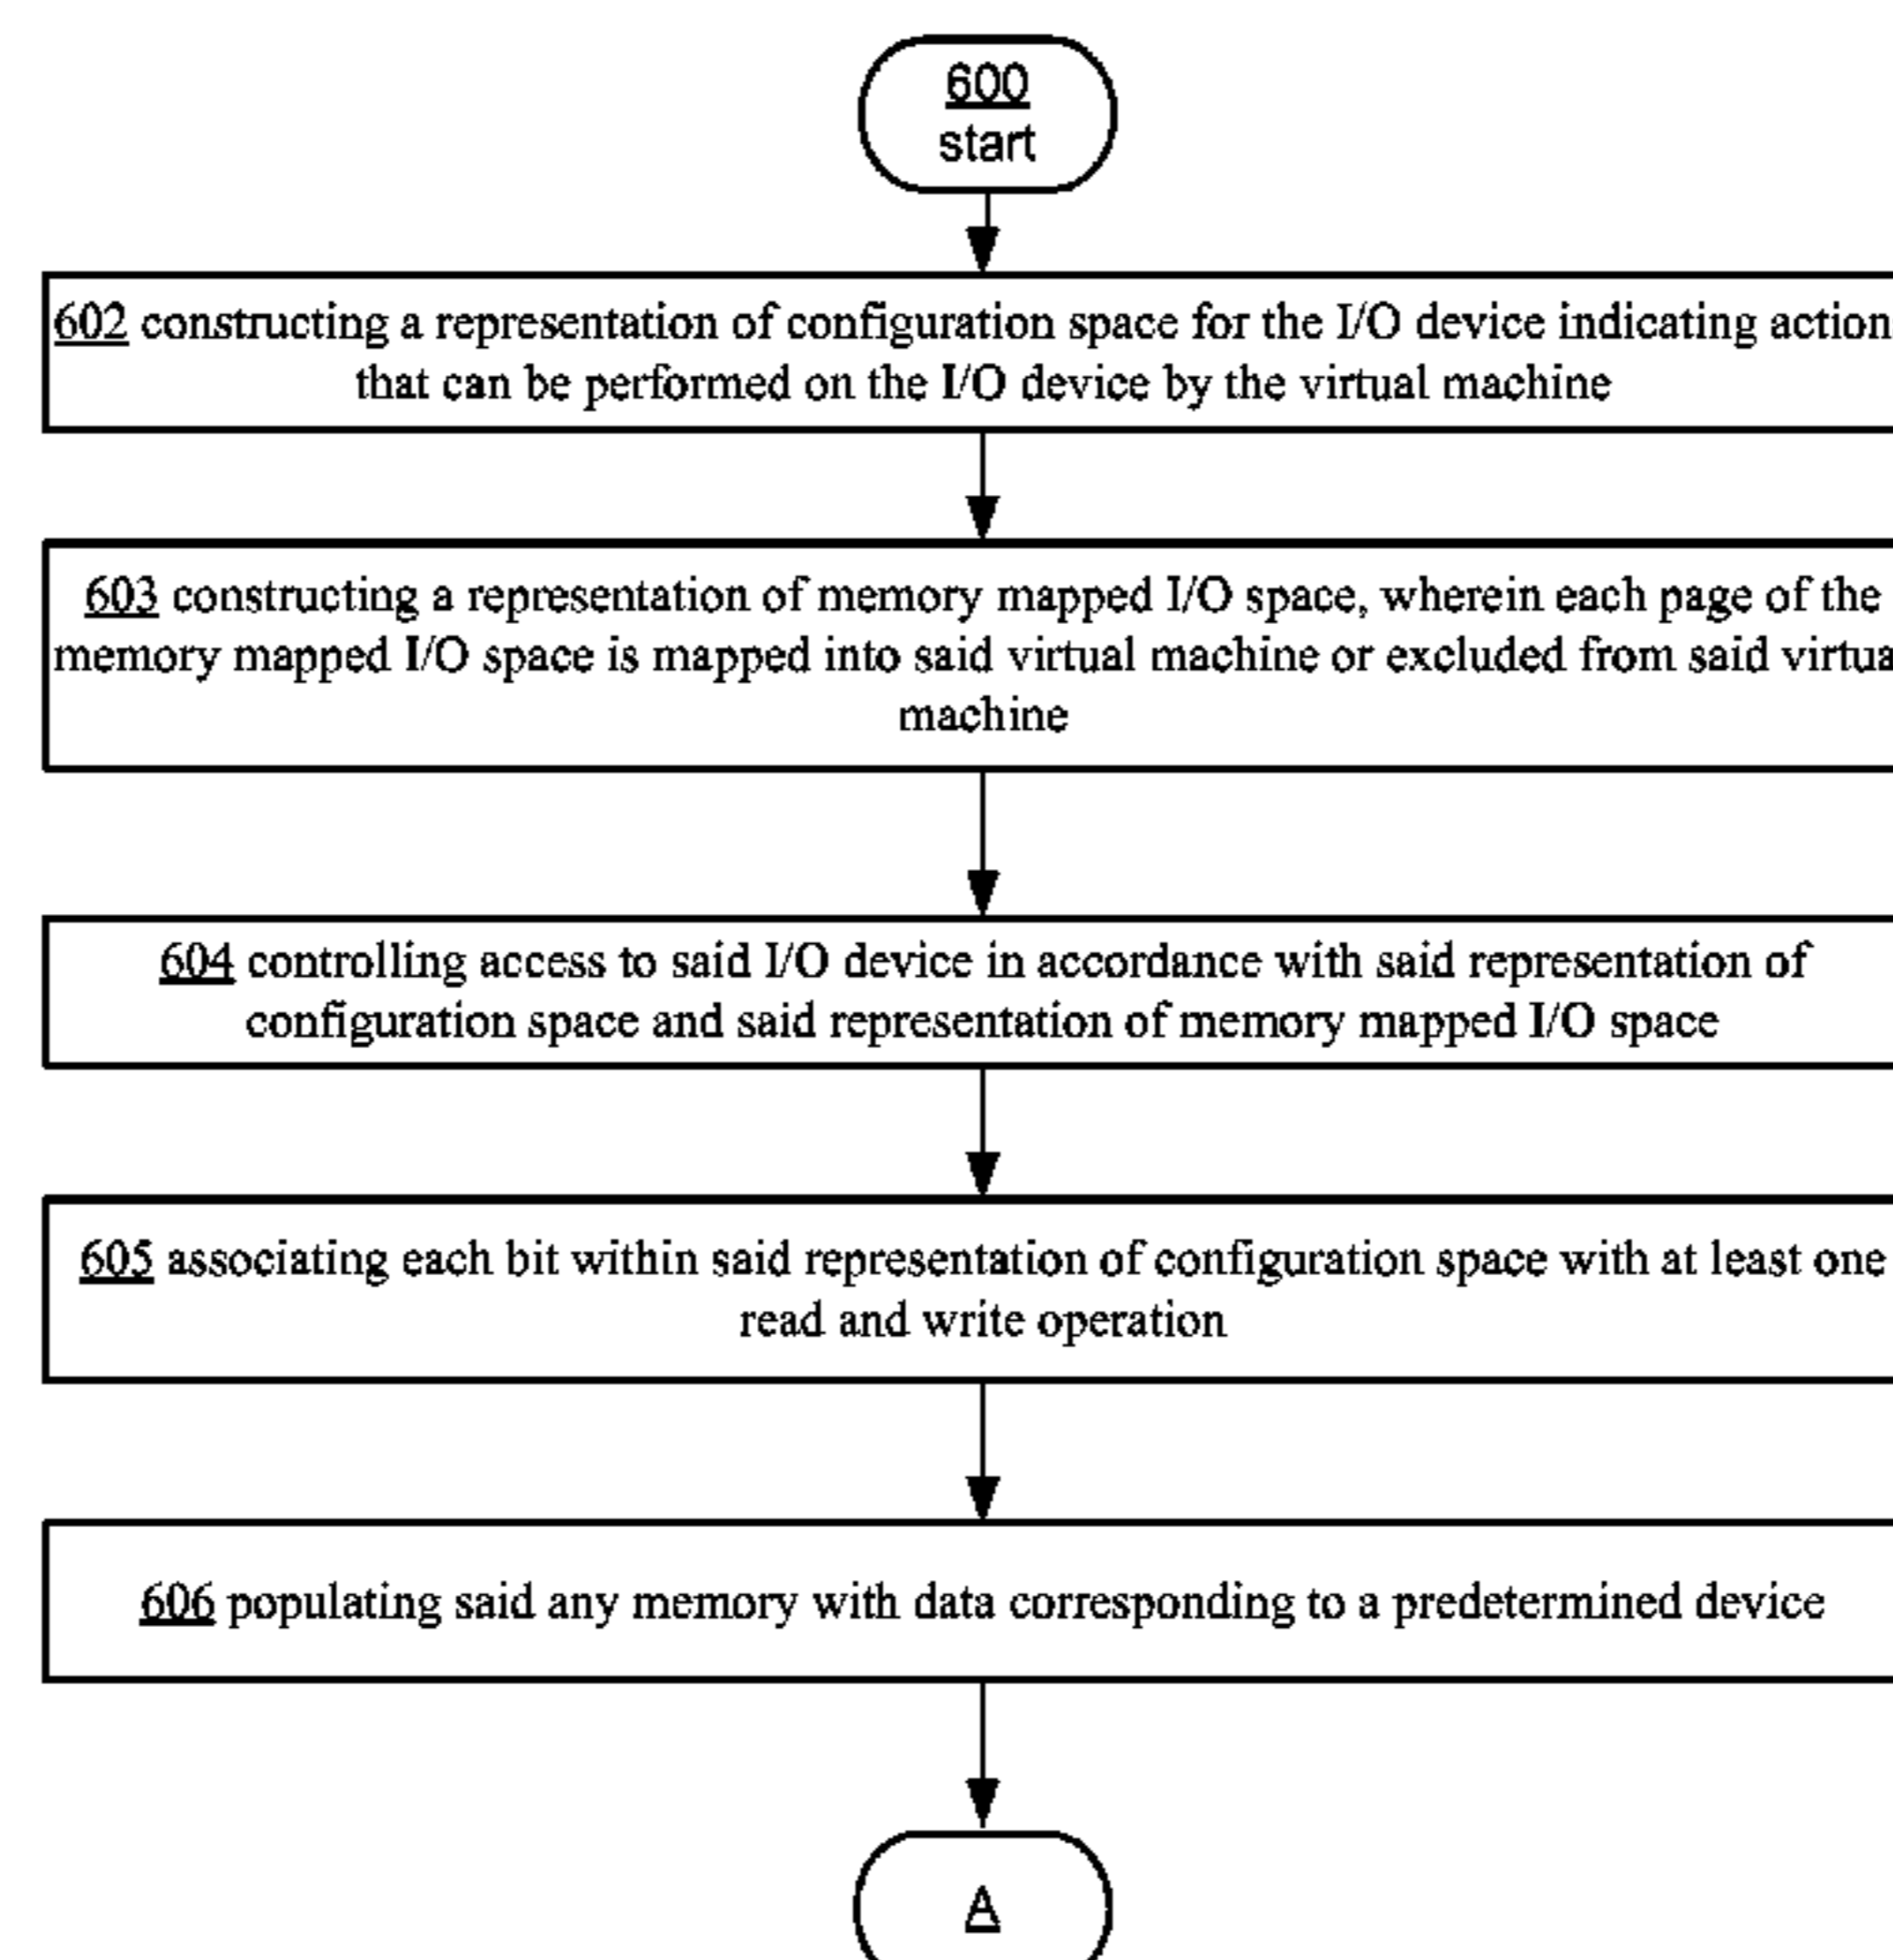 600
start
602 constructing a representation of configuration space for the I/O device indicating action
that can be performed on the I/O device by the virtual machine
603 constructing a representation of memory mapped I/O space, wherein each page of the
memory mapped I/O space is mapped into said virtual machine or excluded from said virtua
machine
604 controlling access to said I/O device in accordance with said representation of
configuration space and said representation of memory mapped I/O space
605 associating each bit within said representation of configuration space with at least one
read and write operation
606 populating said any memory with data corresponding to a predetermined device
A